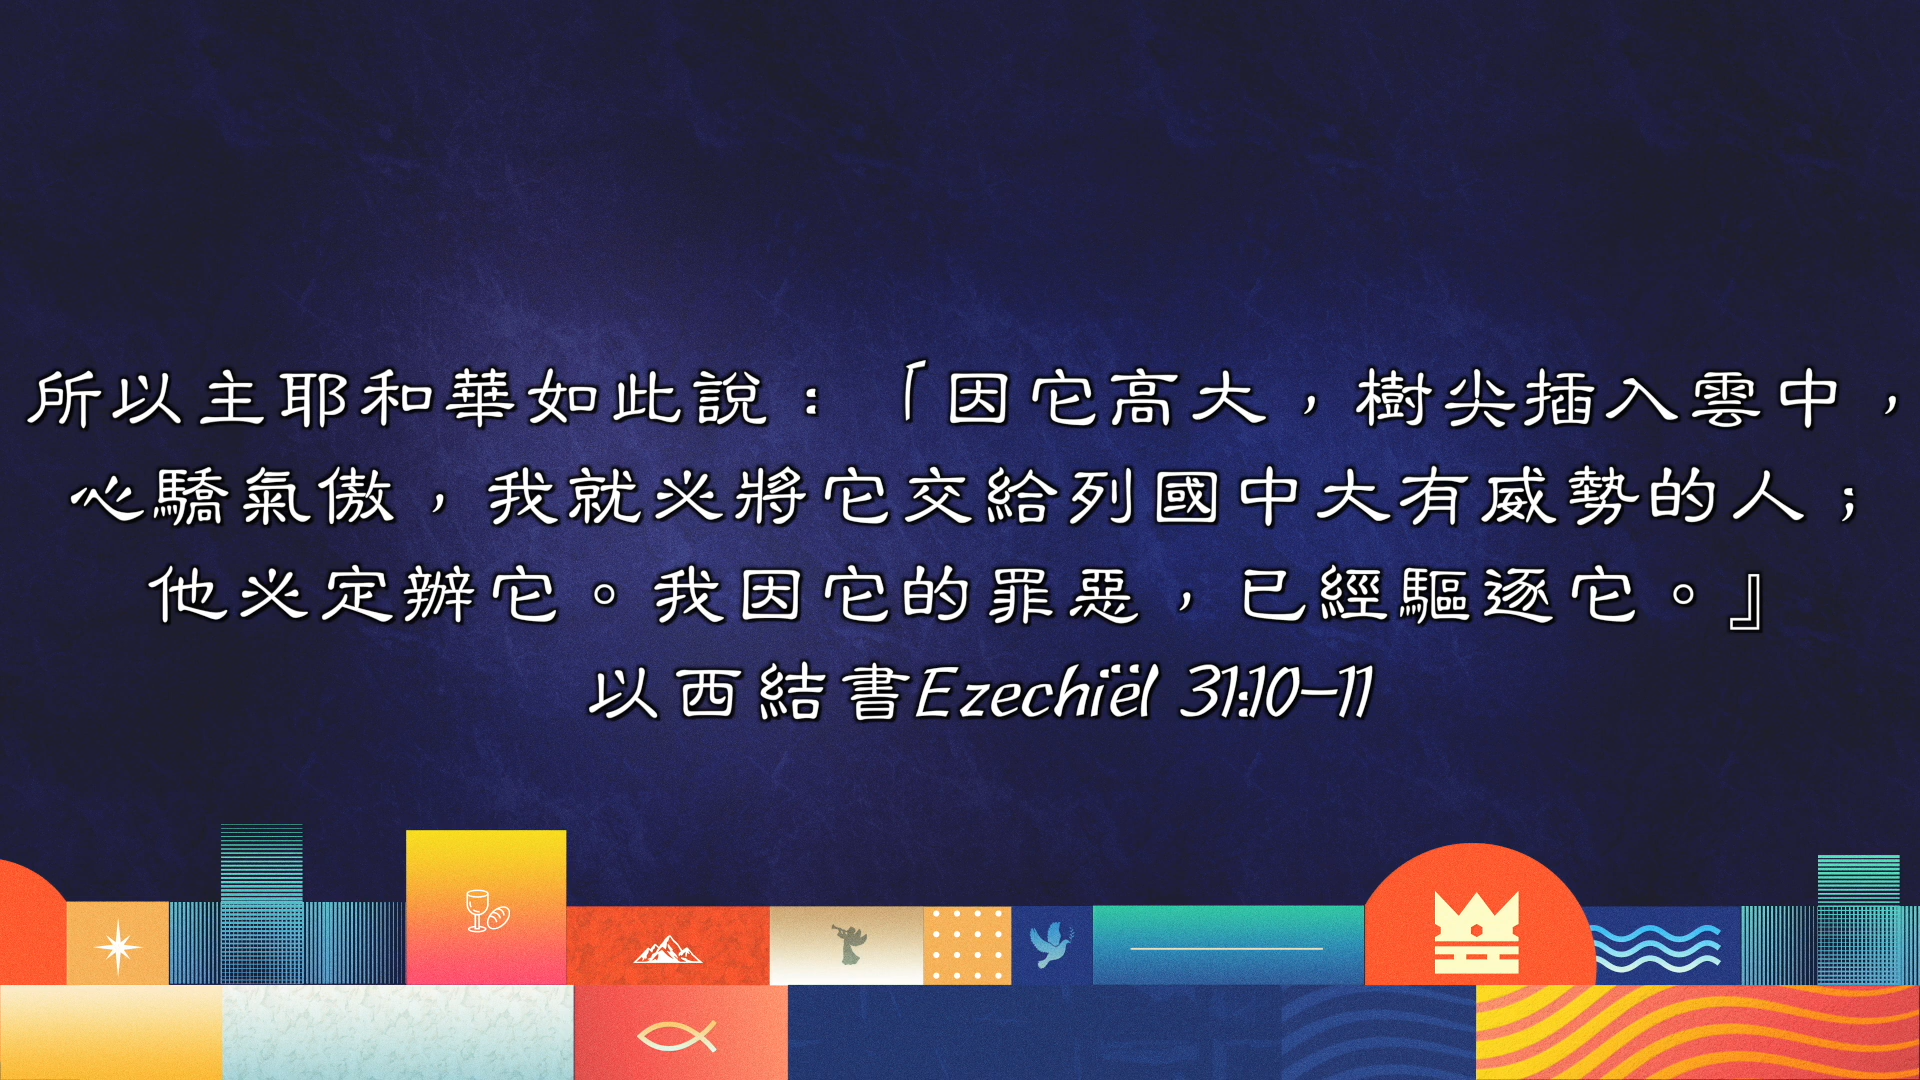 所以主耶和華如此說：「因它高大，樹尖插入雲中，
心驕氣傲，我就必將它交給列國中大有威勢的人；
他必定辦它。我因它的罪惡，已經驅逐它。』
以西結書Ezechiël 31:10-11